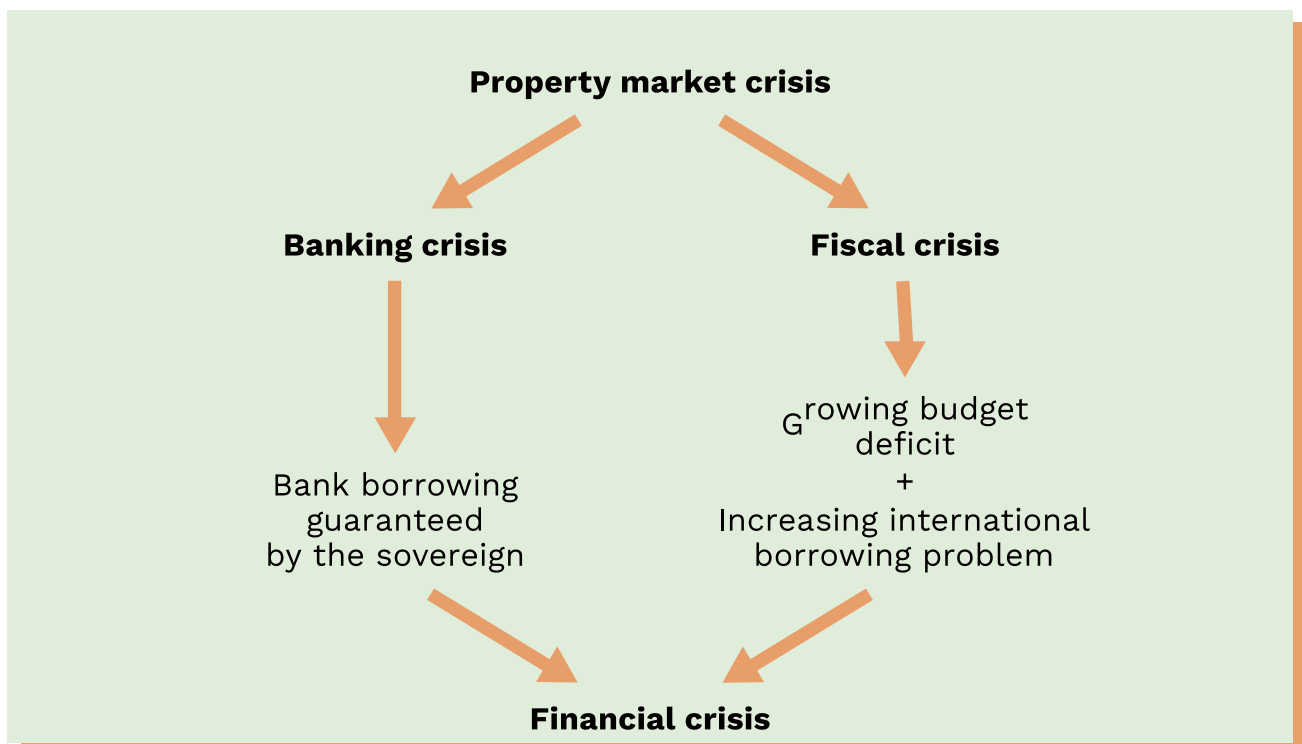 Property market crisis
Banking crisis
Fiscal crisis
Bank borrowing
guaranteed
by the sovereign
Growing budget
deficit
+
Increasing international
borrowing problem
Financial crisis